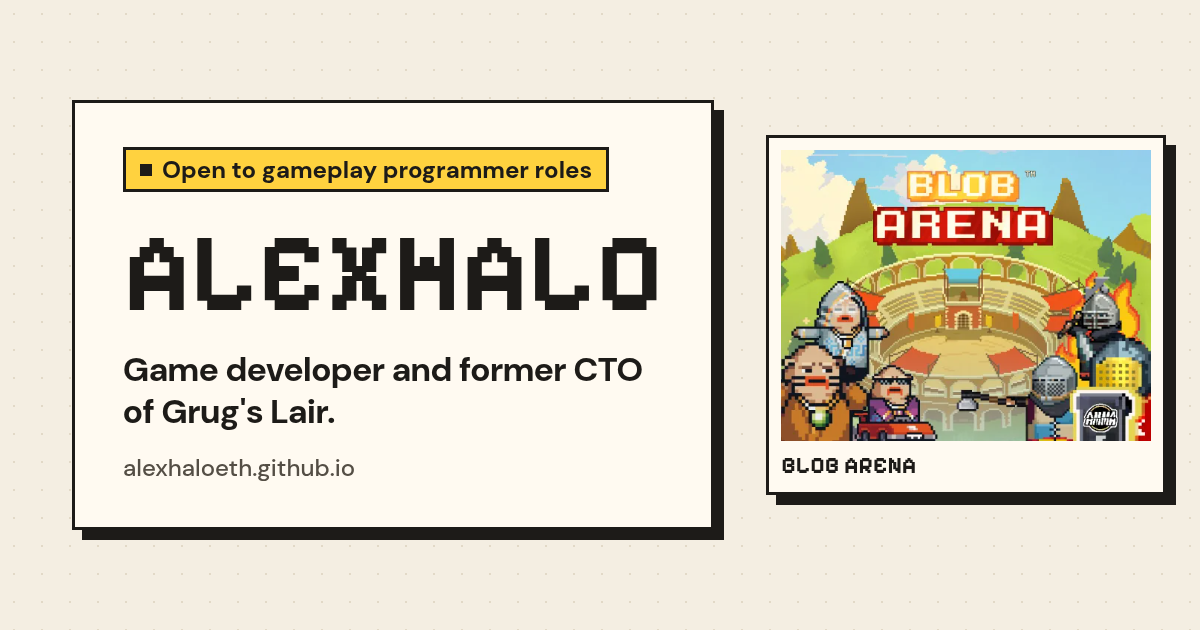 Open to gameplay programmer roles
ALEXHALO
Game developer and former CTO
of Grug's Lair.
alexhaloeth.github.io
BLOB™
ARENA
BLOB ARENA